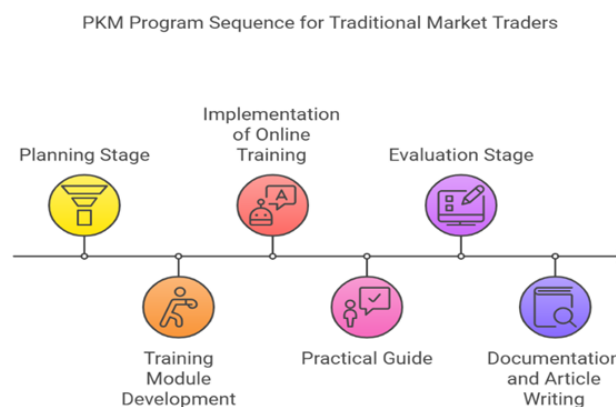 PKM Program Sequence for Traditional Market Traders
Planning Stage
Training
Module
Development
Implementation
of Online
Training
A
Practical Guide
Evaluation Stage
Documentation
and Article
Writing